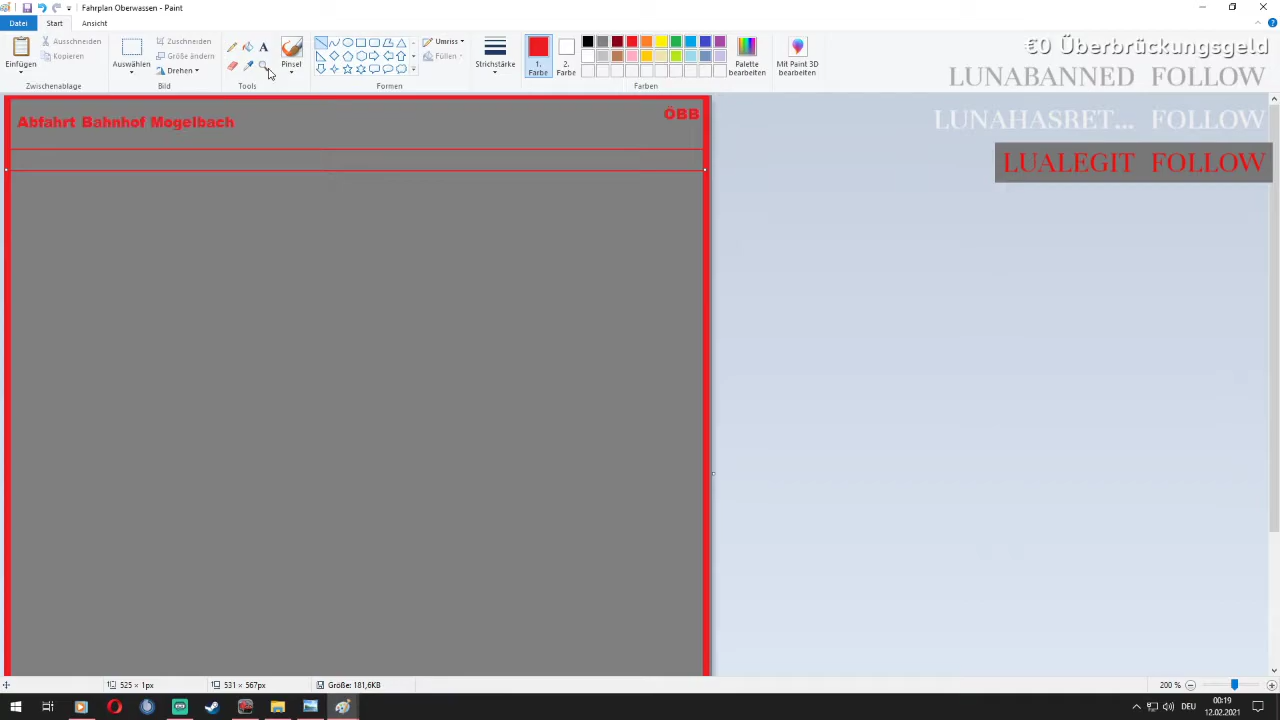 Fahrplan Oberwassen - Paint
Datei Start Ansicht
Einfügen
Ausschneiden
Kopieren
Zwischenablage
Auswählen
Zuschneiden
Größe ändern
Drehen
Bild
Pinsel
Tools
Umriss
Füllen
Formen
Strichstärke
1.
Farbe
2.
Farbe
Palette
bearbeiten
Mit Paint 3D
bearbeiten
Farben
€0 Überbrückungsgeld
LUNABANNED FOLLOW
LUNAHASRET... FOLLOW
LUALEGIT FOLLOW
Abfahrt Bahnhof Mogelbach
ÖBB
525 × 1px
531 × 567px
Größe: 181,6KB
200 %
DEU
00:19
12.02.2021